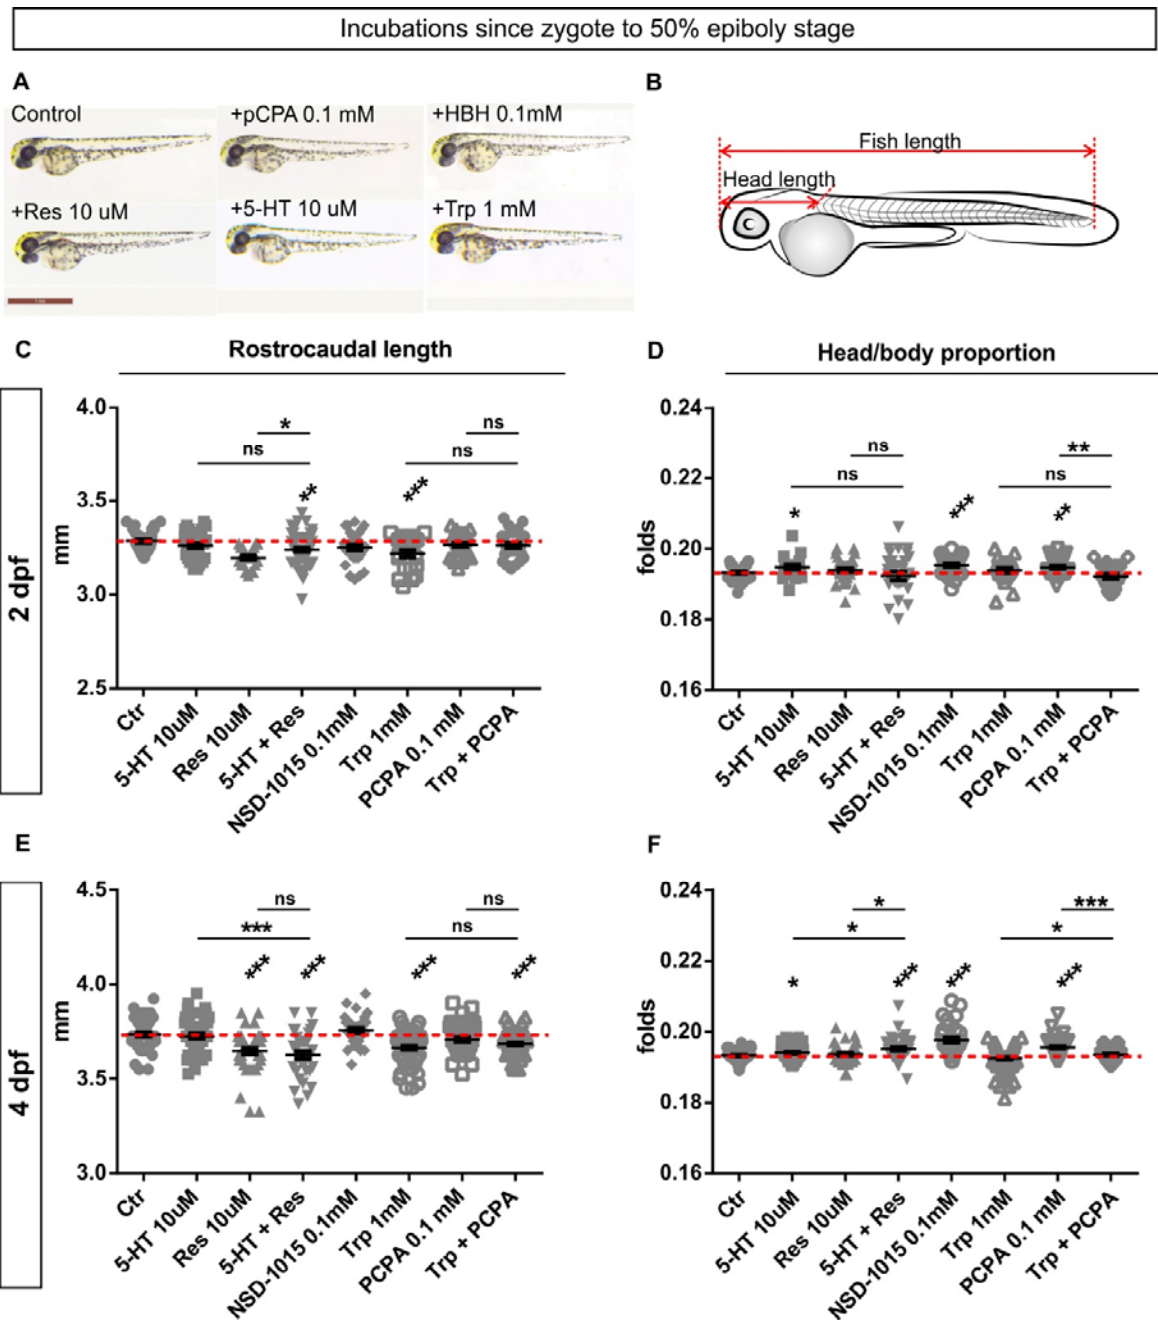 Incubations since zygote to 50% epiboly stage
A
B
Control
+pCPA 0.1 mM
+HBH 0.1mM
+Res 10 uM
+5-HT 10 uM
+Trp 1 mM
Fish length
Head length
C
Rostrocaudal length
D
Head/body proportion
2 dpf
mm
4.0
3.5
3.0
2.5
*
ns
ns
ns
**
***
Ctr
5-HT 10uM
Res 10uM
5-HT + Res
NSD-1015 0.1mM
Trp 1mM
PCPA 0.1 mM
Trp + PCPA
folds
0.24
0.22
0.20
0.18
0.16
ns
**
ns
ns
*
***
**
Ctr
5-HT 10uM
Res 10uM
5-HT + Res
NSD-1015 0.1mM
Trp 1mM
PCPA 0.1 mM
Trp + PCPA
E
F
4 dpf
mm
4.5
4.0
3.5
3.0
ns
ns
***
ns
***
***
***
***
Ctr
5-HT 10uM
Res 10uM
5-HT + Res
NSD-1015 0.1mM
Trp 1mM
PCPA 0.1 mM
Trp + PCPA
folds
0.24
0.22
0.20
0.18
0.16
*
***
*
*
*
***
***
***
Ctr
5-HT 10uM
Res 10uM
5-HT + Res
NSD-1015 0.1mM
Trp 1mM
PCPA 0.1 mM
Trp + PCPA